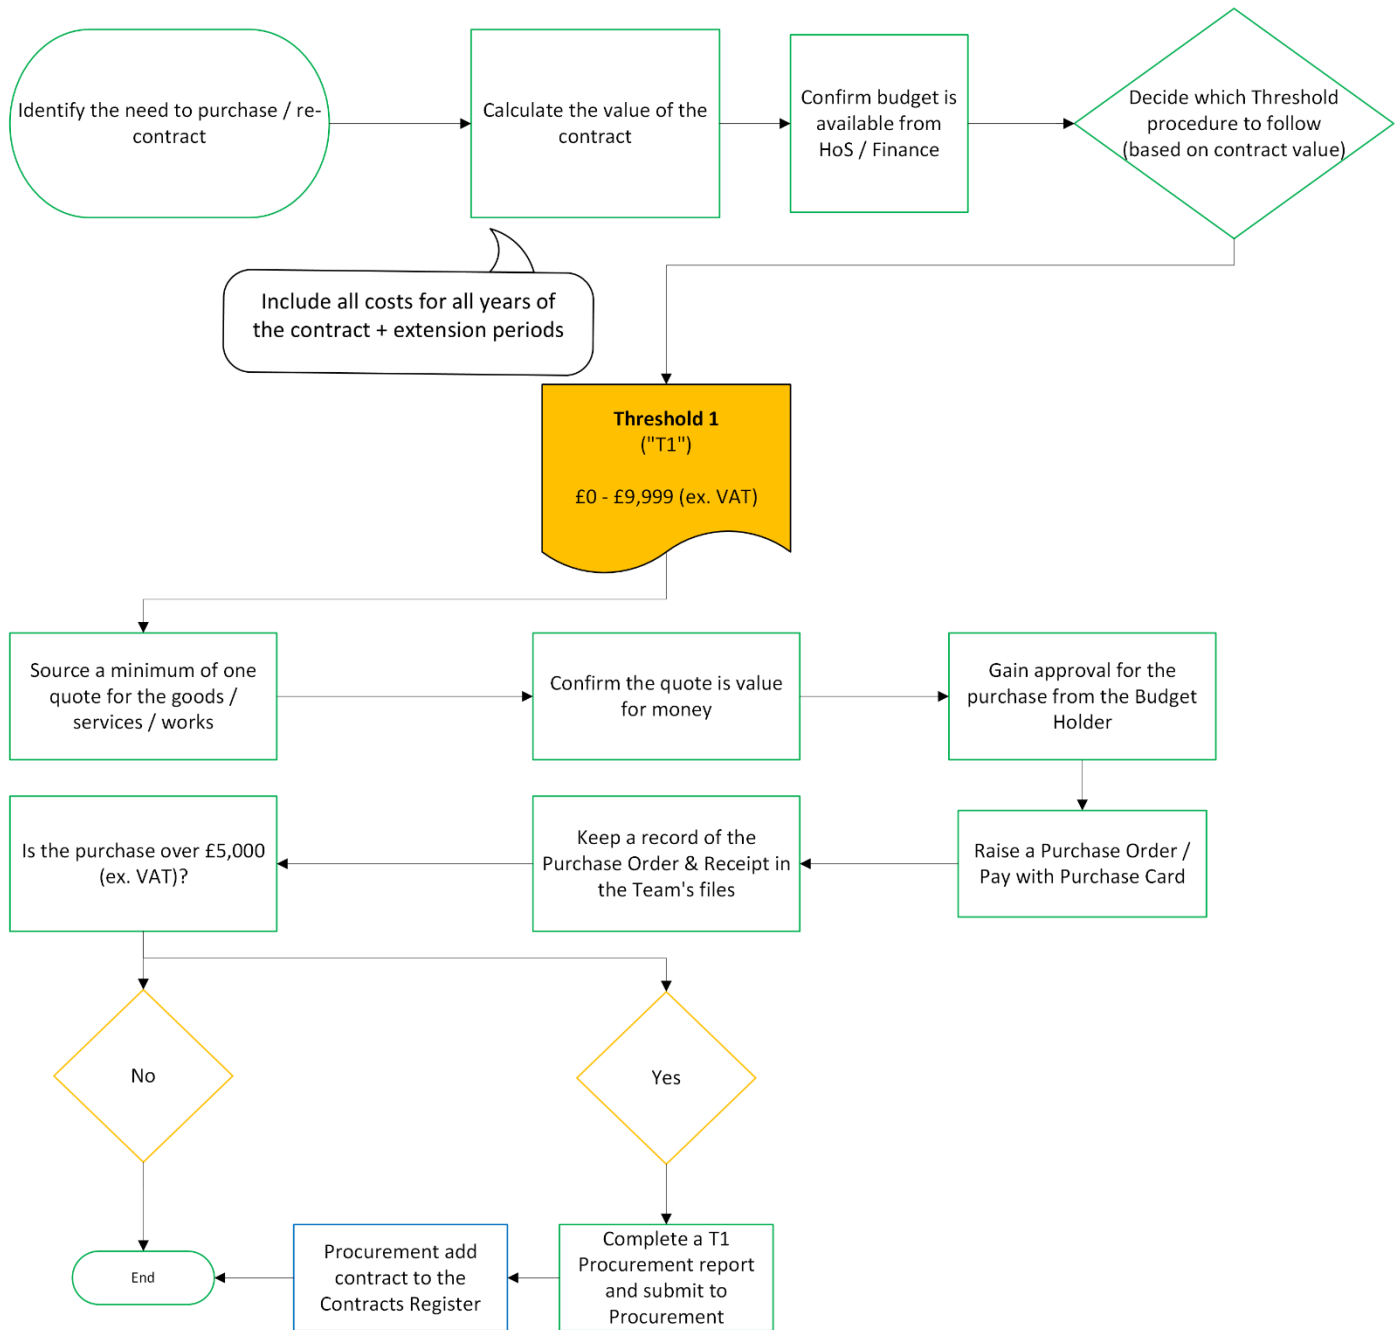 Identify the need to purchase / re-
contract
Calculate the value of the
contract
Confirm budget is
available from
HoS / Finance
Decide which Threshold
procedure to follow
(based on contract value)
Include all costs for all years of
the contract + extension periods
Threshold 1
("T1")
£0 - £9,999 (ex. VAT)
Source a minimum of one
quote for the goods /
services / works
Confirm the quote is value
for money
Gain approval for the
purchase from the Budget
Holder
Raise a Purchase Order /
Pay with Purchase Card
Keep a record of the
Purchase Order & Receipt in
the Team's files
Is the purchase over £5,000
(ex. VAT)?
No
Yes
Complete a T1
Procurement report
and submit to
Procurement
Procurement add
contract to the
Contracts Register
End